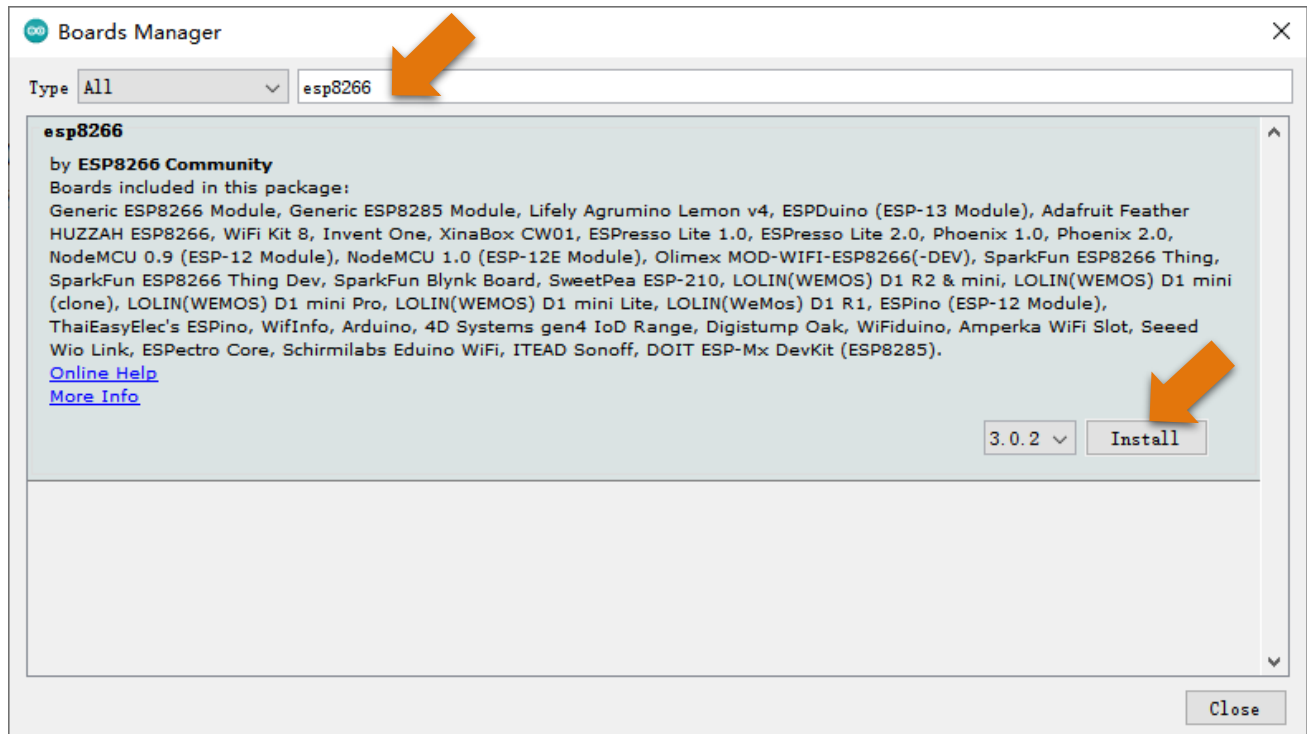 Boards Manager
Type All esp8266
esp8266
by ESP8266 Community
Boards included in this package:
Generic ESP8266 Module, Generic ESP8285 Module, Lifely Agrumino Lemon v4, ESPDuino (ESP-13 Module), Adafruit Feather
HUZZAH ESP8266, WiFi Kit 8, Invent One, XinaBox CW01, ESPresso Lite 1.0, ESPresso Lite 2.0, Phoenix 1.0, Phoenix 2.0,
NodeMCU 0.9 (ESP-12 Module), NodeMCU 1.0 (ESP-12E Module), Olimex MOD-WIFI-ESP8266(-DEV), SparkFun ESP8266 Thing,
SparkFun ESP8266 Thing Dev, SparkFun Blynk Board, SweetPea ESP-210, LOLIN(WEMOS) D1 R2 & mini, LOLIN(WEMOS) D1 mini
(clone), LOLIN(WEMOS) D1 mini Pro, LOLIN(WEMOS) D1 mini Lite, LOLIN(WeMos) D1 R1, ESPino (ESP-12 Module),
ThaiEasyElec's ESPino, WifInfo, Arduino, 4D Systems gen4 IoD Range, Digistump Oak, WiFiduino, Amperka WiFi Slot, Seeed
Wio Link, ESPectro Core, Schirmilabs Eduino WiFi, ITEAD Sonoff, DOIT ESP-Mx DevKit (ESP8285).
Online Help
More Info
3.0.2 Install
Close